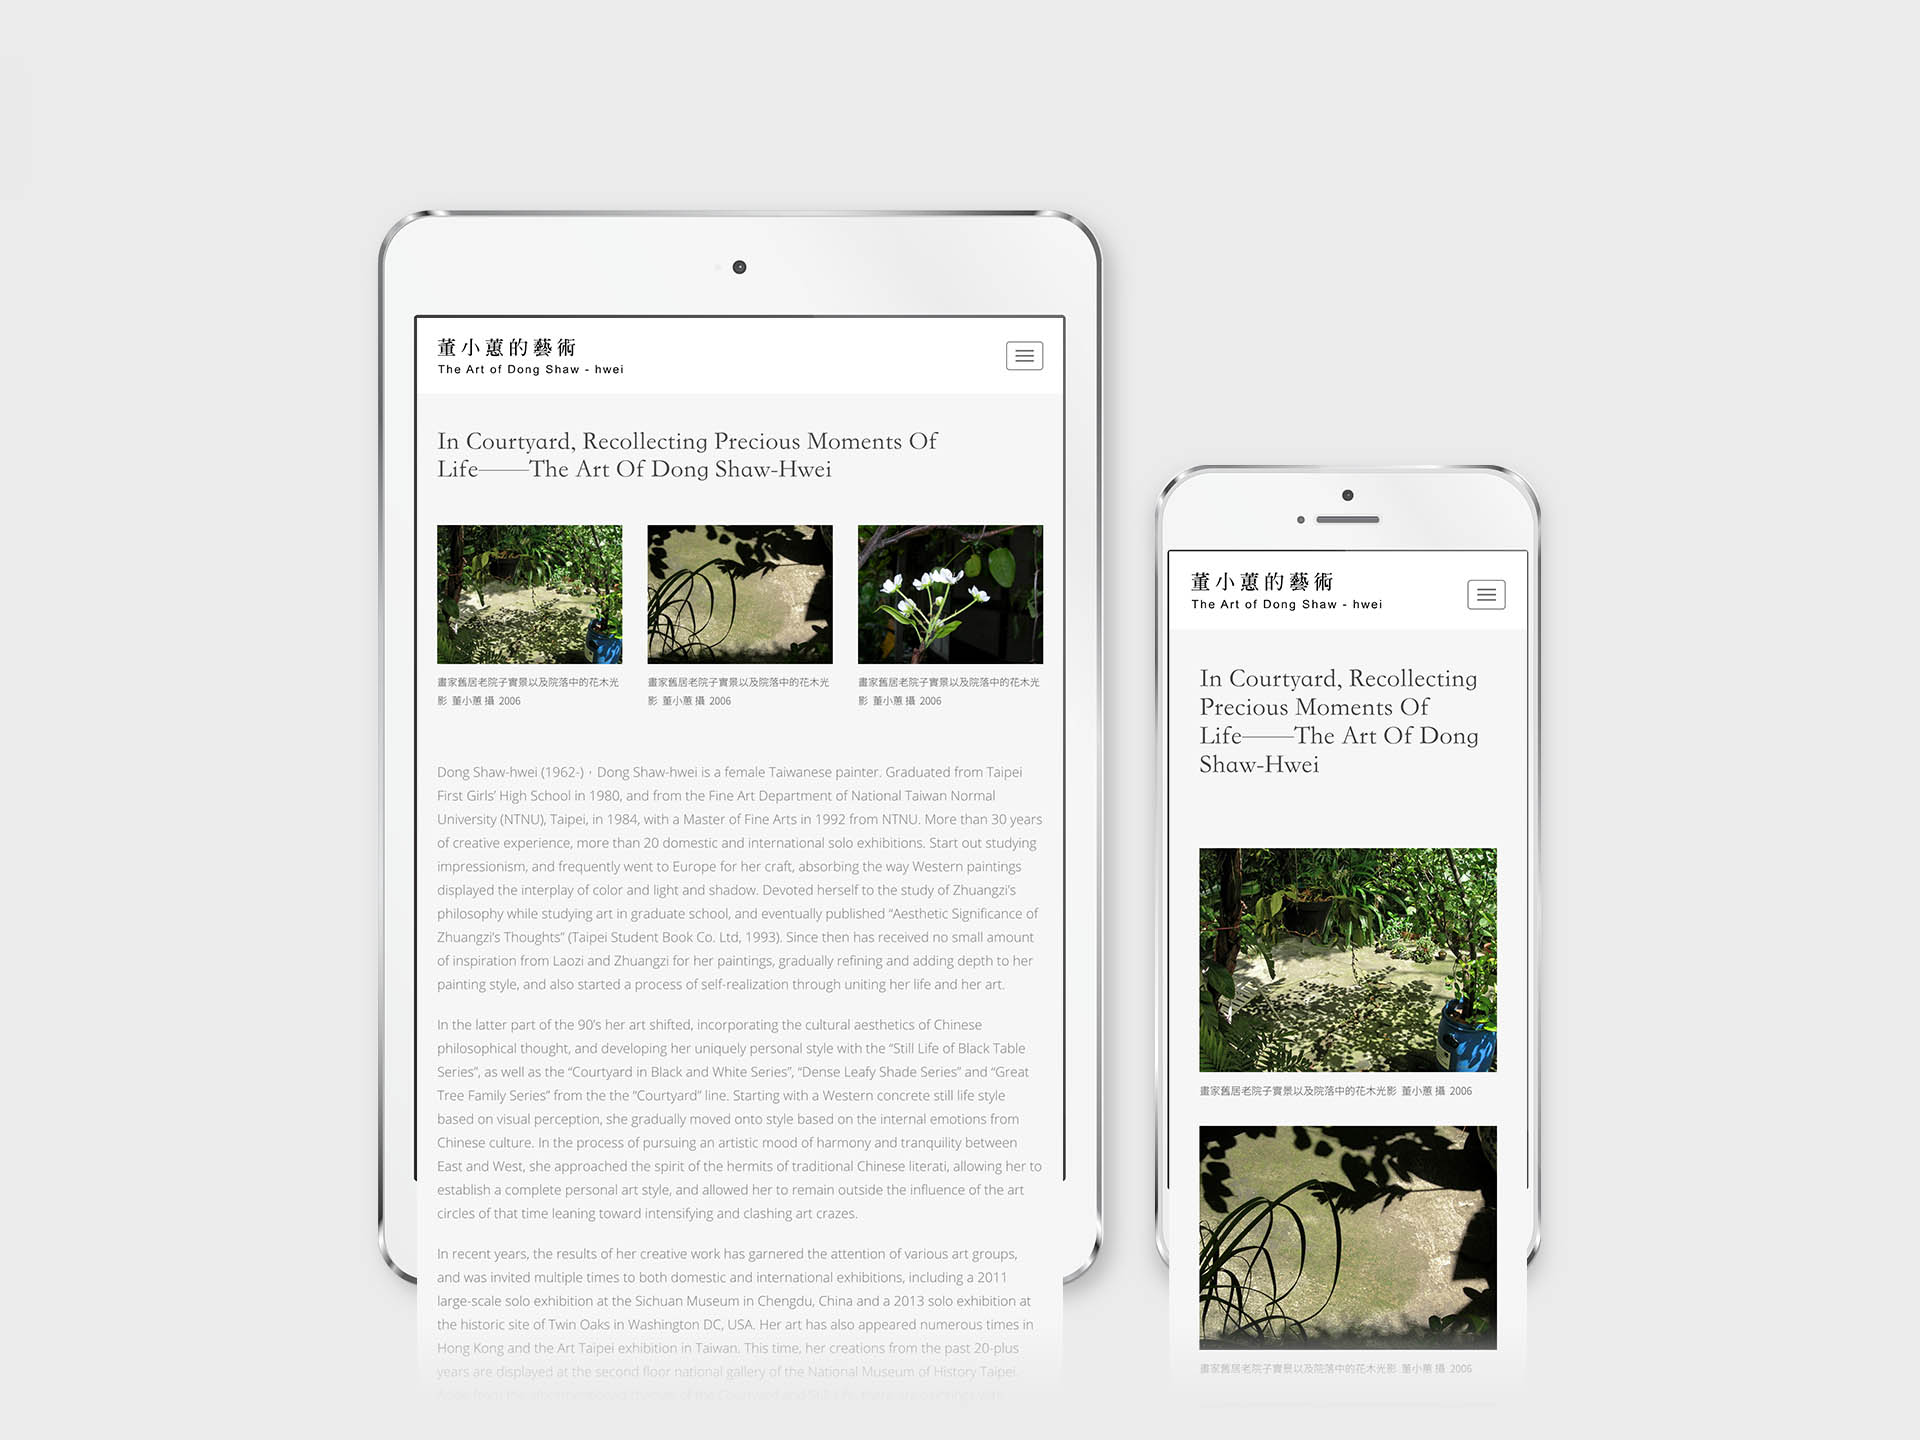 董小蕙的藝術
The Art of Dong Shaw - hwei
In Courtyard, Recollecting Precious Moments Of
Life——The Art Of Dong Shaw-Hwei
畫家舊居老院子實景以及院落中的花木光
影 董小蕙 攝 2006
畫家舊居老院子實景以及院落中的花木光
影 董小蕙 攝 2006
畫家舊居老院子實景以及院落中的花木光
影 董小蕙 攝 2006
Dong Shaw-hwei (1962-)，Dong Shaw-hwei is a female Taiwanese painter. Graduated from Taipei
First Girls’ High School in 1980, and from the Fine Art Department of National Taiwan Normal
University (NTNU), Taipei, in 1984, with a Master of Fine Arts in 1992 from NTNU. More than 30 years
of creative experience, more than 20 domestic and international solo exhibitions. Start out studying
impressionism, and frequently went to Europe for her craft, absorbing the way Western paintings
displayed the interplay of color and light and shadow. Devoted herself to the study of Zhuangzi’s
philosophy while studying art in graduate school, and eventually published “Aesthetic Significance of
Zhuangzi’s Thoughts” (Taipei Student Book Co. Ltd, 1993). Since then has received no small amount
of inspiration from Laozi and Zhuangzi for her paintings, gradually refining and adding depth to her
painting style, and also started a process of self-realization through uniting her life and her art.
In the latter part of the 90’s her art shifted, incorporating the cultural aesthetics of Chinese
philosophical thought, and developing her uniquely personal style with the “Still Life of Black Table
Series”, as well as the “Courtyard in Black and White Series”, “Dense Leafy Shade Series” and “Great
Tree Family Series” from the the “Courtyard” line. Starting with a Western concrete still life style
based on visual perception, she gradually moved onto style based on the internal emotions from
Chinese culture. In the process of pursuing an artistic mood of harmony and tranquility between
East and West, she approached the spirit of the hermits of traditional Chinese literati, allowing her to
establish a complete personal art style, and allowed her to remain outside the influence of the art
circles of that time leaning toward intensifying and clashing art crazes.
In recent years, the results of her creative work has garnered the attention of various art groups,
and was invited multiple times to both domestic and international exhibitions, including a 2011
large-scale solo exhibition at the Sichuan Museum in Chengdu, China and a 2013 solo exhibition at
the historic site of Twin Oaks in Washington DC, USA. Her art has also appeared numerous times in
Hong Kong and the Art Taipei exhibition in Taiwan. This time, her creations from the past 20-plus
years are displayed at the second floor national gallery of the National Museum of History Taipei.
董小蕙的藝術
The Art of Dong Shaw - hwei
In Courtyard, Recollecting
Precious Moments Of
Life——The Art Of Dong
Shaw-Hwei
畫家舊居老院子實景以及院落中的花木光影 董小蕙 攝 2006
畫家舊居老院子實景以及院落中的花木光影 董小蕙 攝 2006